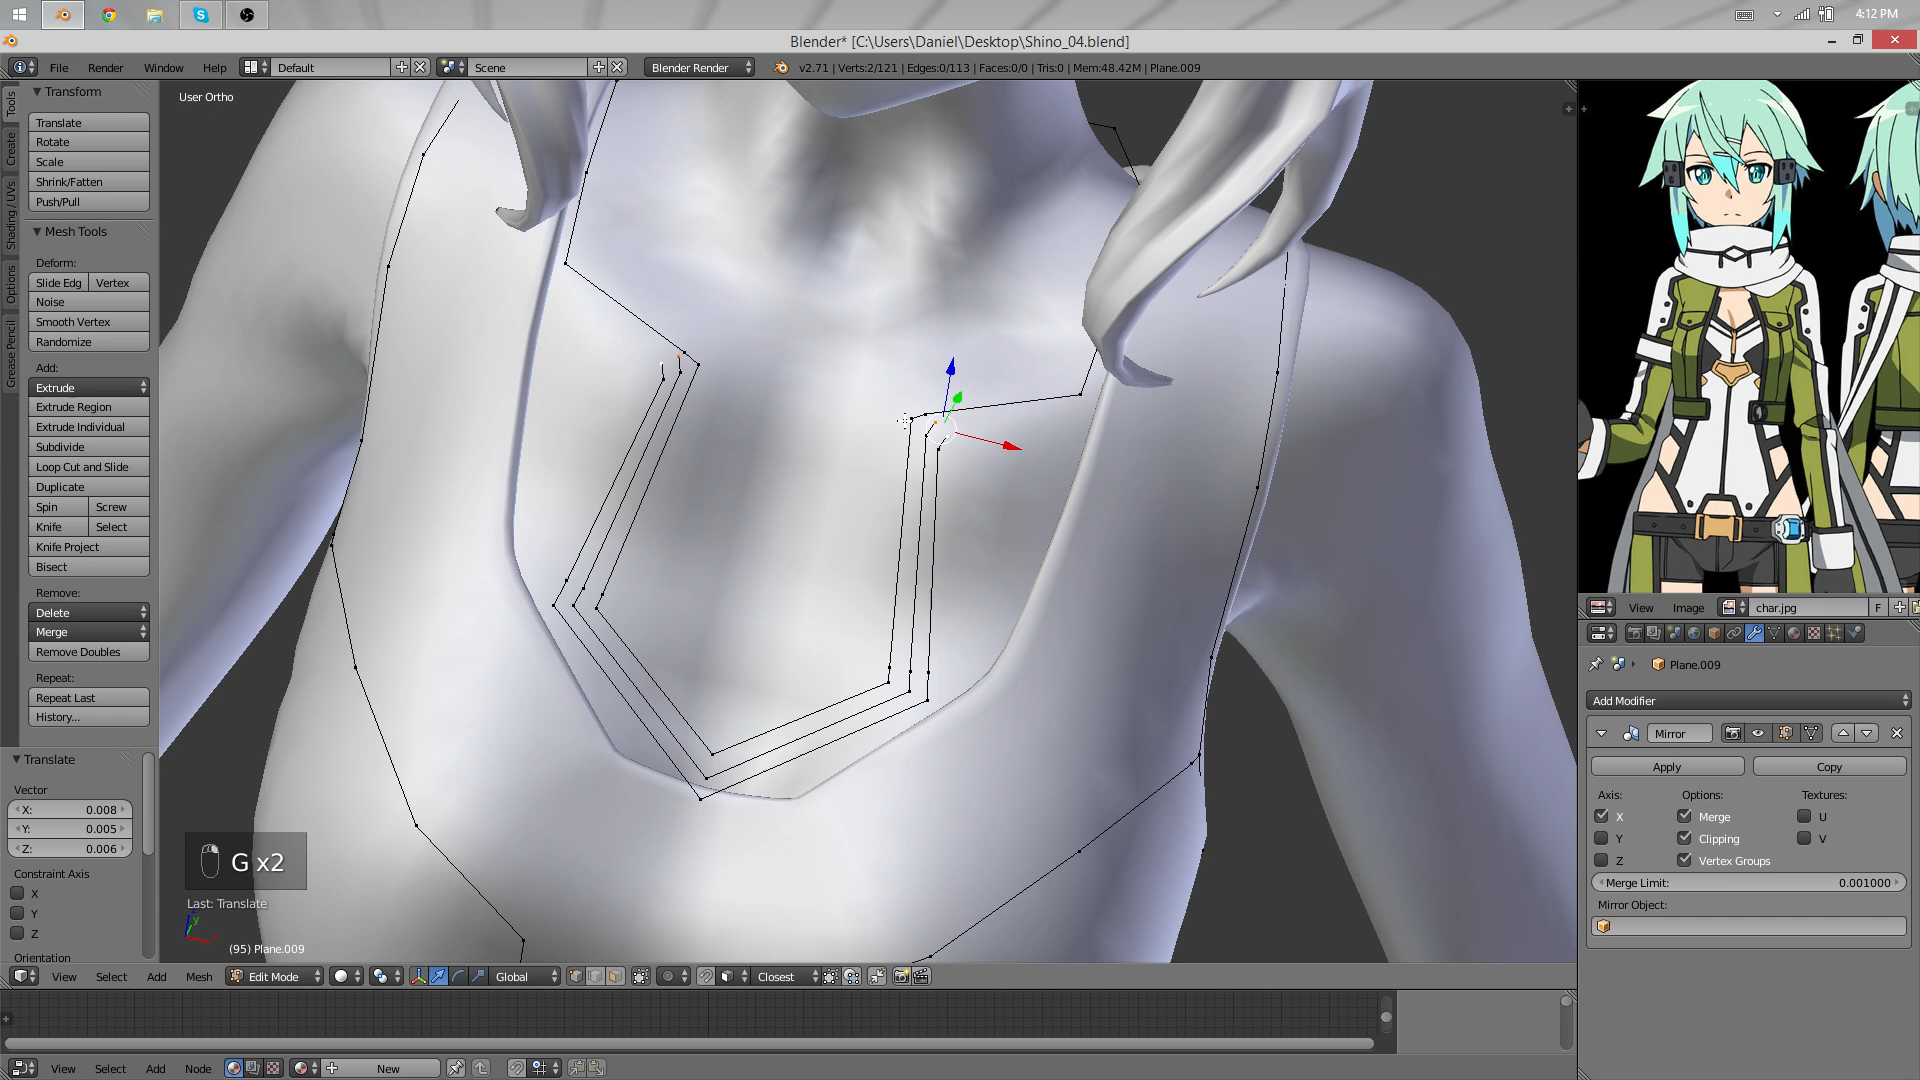 4:12 PM
Blender* [C:\Users\Daniel\Desktop\Shino_04.blend]
File Render Window Help Default Scene Blender Render v2.71 | Verts:2/121 | Edges:0/113 | Faces:0/0 | Tris:0 | Mem:48.42M | Plane.009
Tools
Create
Shading / UVs
Options
Grease Pencil
Transform
Translate
Rotate
Scale
Shrink/Fatten
Push/Pull
Mesh Tools
Deform:
Slide Edg Vertex
Noise
Smooth Vertex
Randomize
Add:
Extrude
Extrude Region
Extrude Individual
Subdivide
Loop Cut and Slide
Duplicate
Spin Screw
Knife Select
Knife Project
Bisect
Remove:
Delete
Merge
Remove Doubles
Repeat:
Repeat Last
History...
Translate
Vector
X: 0.008
Y: 0.005
Z: 0.006
Constraint Axis
X
Y
Z
Orientation
User Ortho
G x2
Last: Translate
(95) Plane.009
View Select Add Mesh Edit Mode Global Closest
View Select Add Node New
View Image char.jpg F
Plane.009
Add Modifier
Mirror
Apply Copy
Axis: Options: Textures:
X Merge U
Y Clipping V
Z Vertex Groups
Merge Limit: 0.001000
Mirror Object: